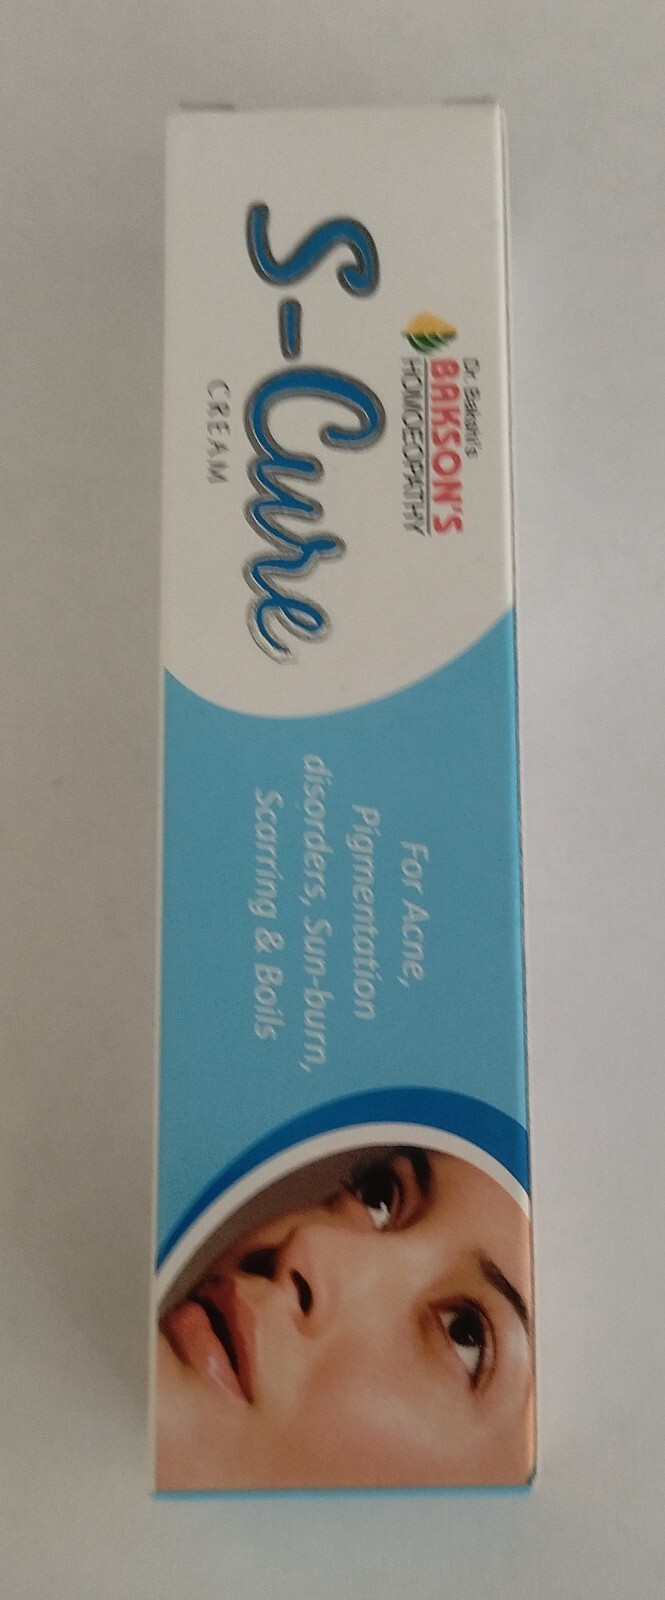 Dr. Bakshi's
BAKSON'S
HOMOEOPATHY
S-Cure
CREAM
For Acne,
Pigmentation
disorders, Sun-burn,
Scarring & Boils